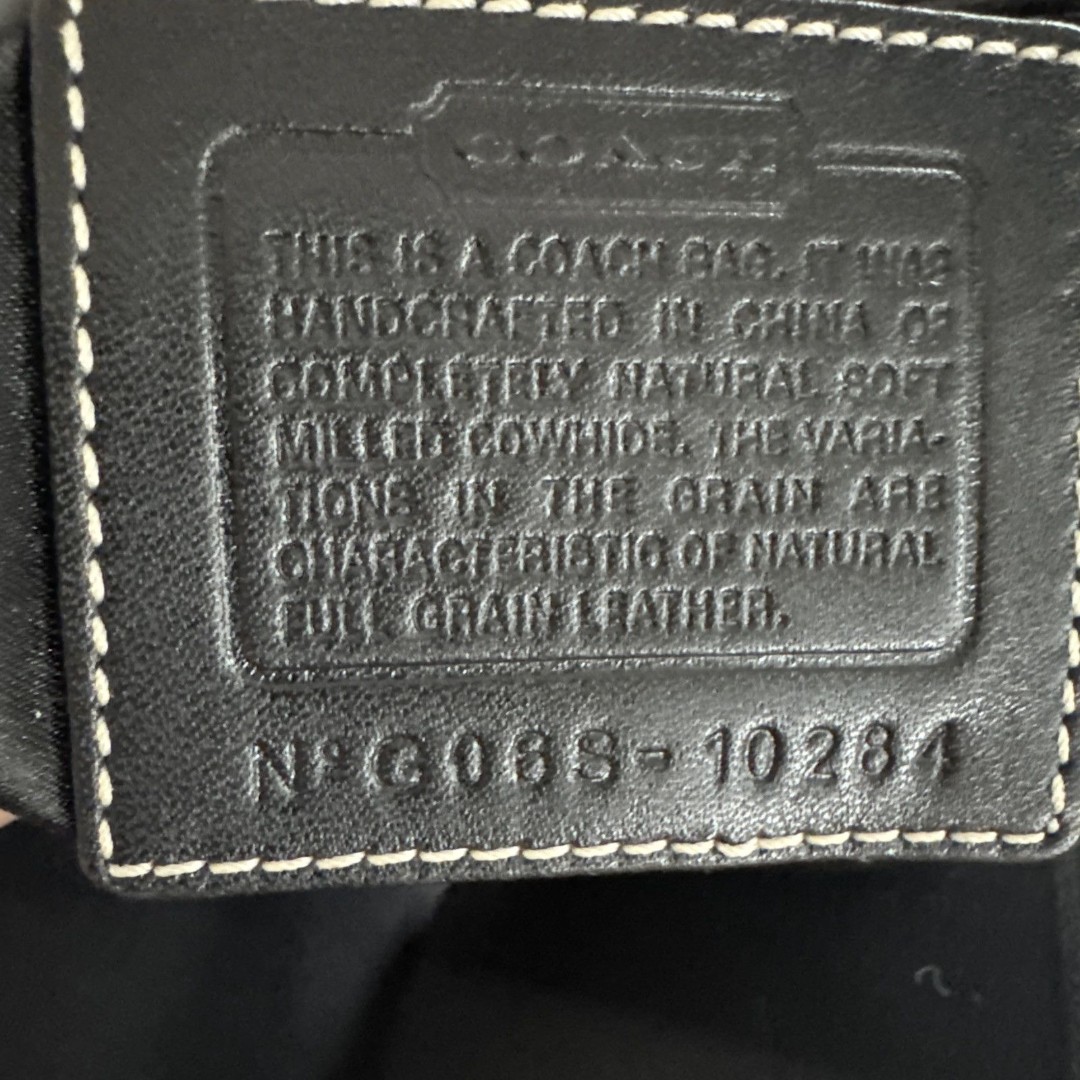 COACH
THIS IS A COACH BAG. IT WAS
HANDCRAFTED IN CHINA OF
COMPLETELY NATURAL SOFT
MILLED COWHIDE. THE VARIA-
TIONS IN THE GRAIN ARE
CHARACTERISTIC OF NATURAL
FULL GRAIN LEATHER.
Nº G06S-10284